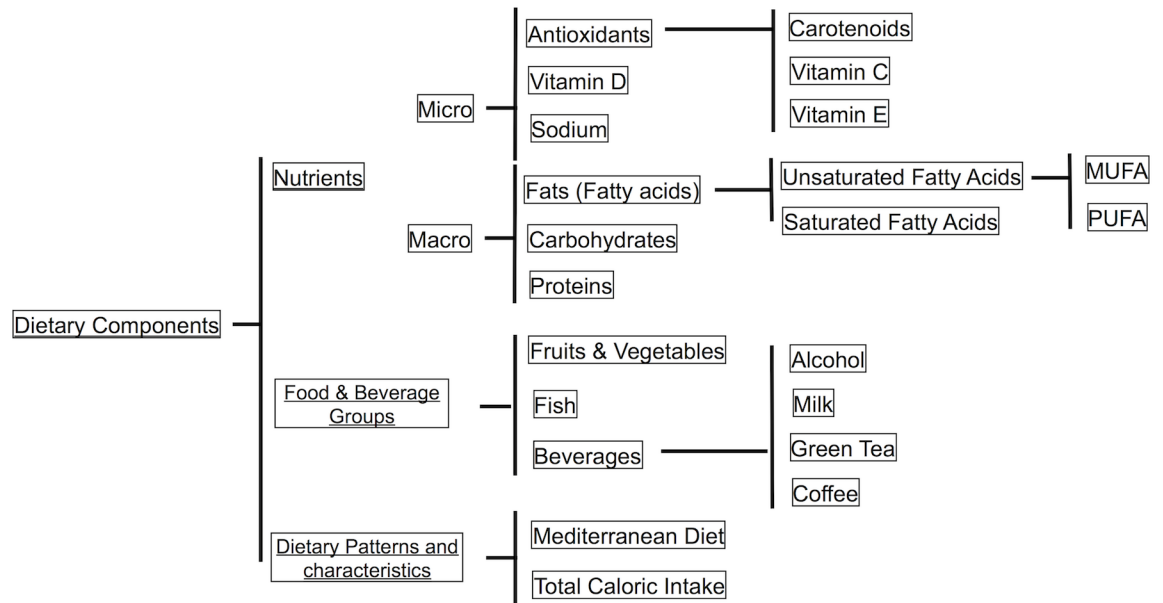 Dietary Components
Nutrients
Micro
Antioxidants
Carotenoids
Vitamin C
Vitamin E
Vitamin D
Sodium
Macro
Fats (Fatty acids)
Unsaturated Fatty Acids
MUFA
PUFA
Saturated Fatty Acids
Carbohydrates
Proteins
Food & Beverage
Groups
Fruits & Vegetables
Fish
Beverages
Alcohol
Milk
Green Tea
Coffee
Dietary Patterns and
characteristics
Mediterranean Diet
Total Caloric Intake